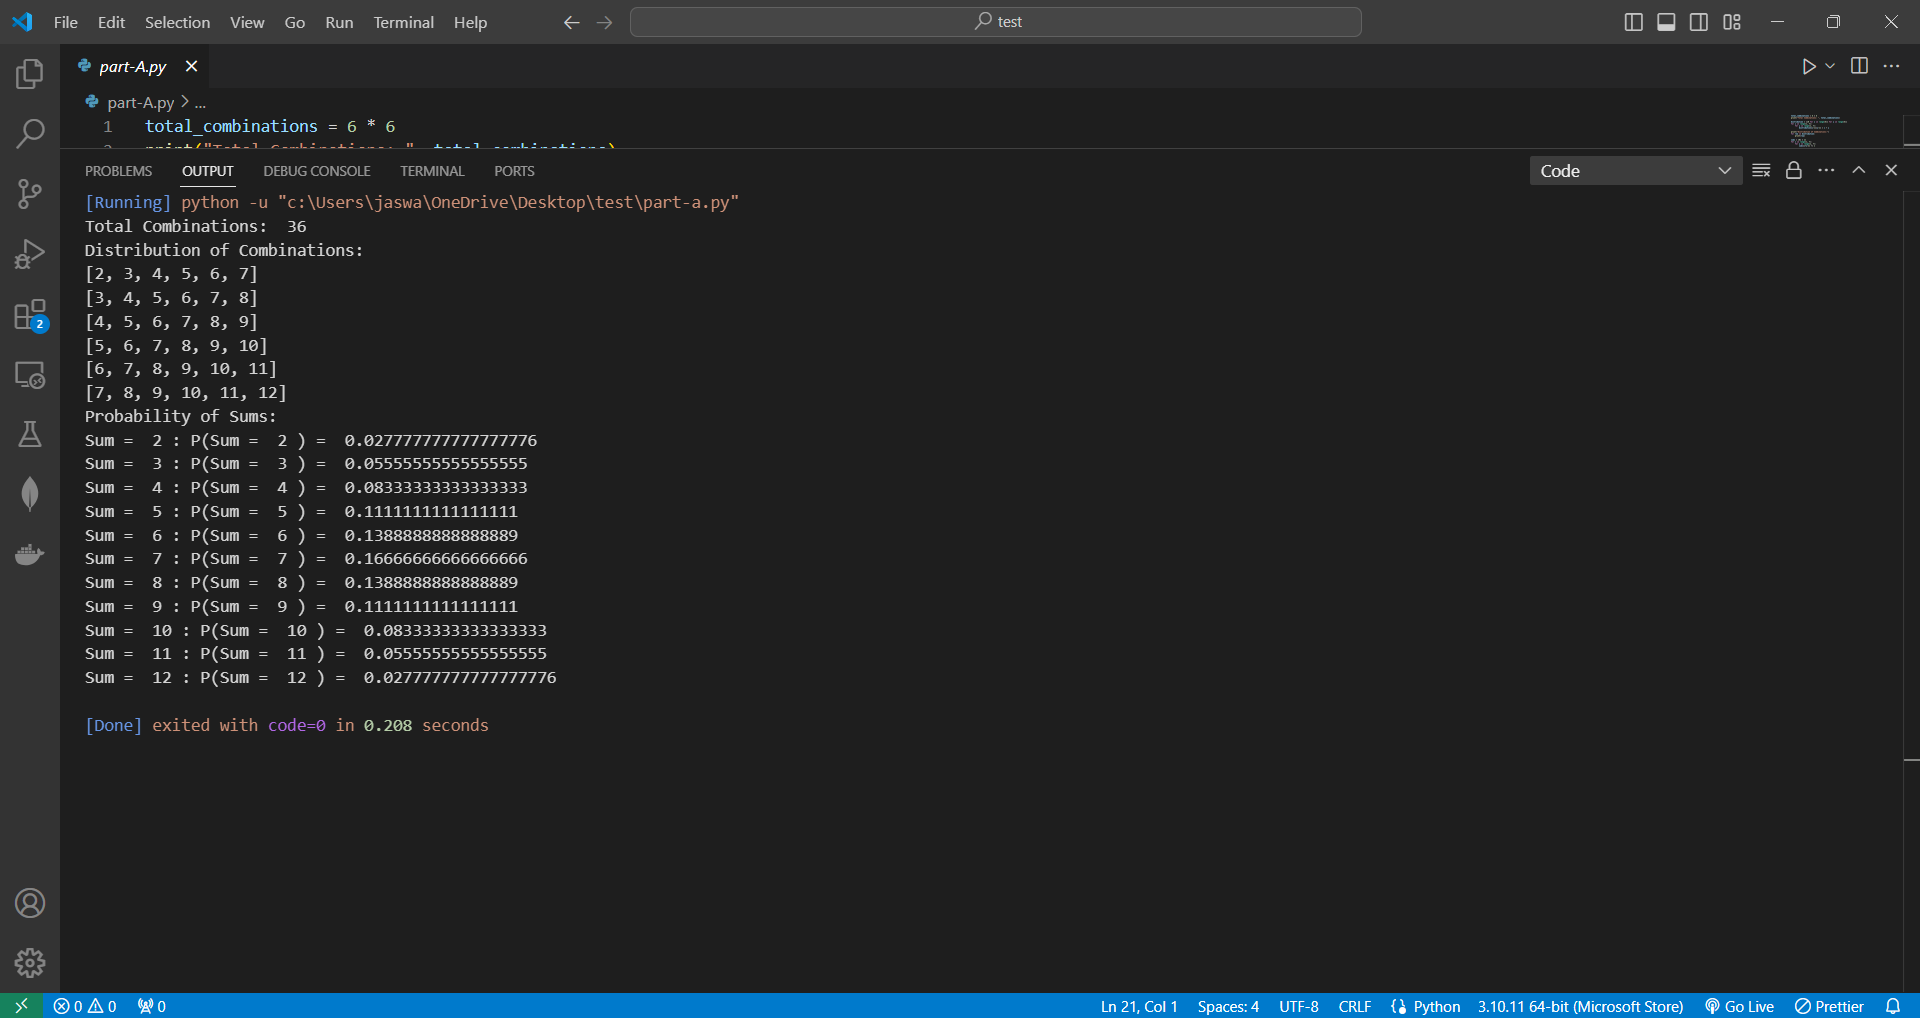 File Edit Selection View Go Run Terminal Help
test
part-A.py
part-A.py > ...
1 total_combinations = 6 * 6
print("Total Combinations: ", total_combinations)
PROBLEMS OUTPUT DEBUG CONSOLE TERMINAL PORTS
Code
[Running] python -u "c:\Users\jaswa\OneDrive\Desktop\test\part-a.py"
Total Combinations:  36
Distribution of Combinations:
[2, 3, 4, 5, 6, 7]
[3, 4, 5, 6, 7, 8]
[4, 5, 6, 7, 8, 9]
[5, 6, 7, 8, 9, 10]
[6, 7, 8, 9, 10, 11]
[7, 8, 9, 10, 11, 12]
Probability of Sums:
Sum =  2 : P(Sum =  2 ) =  0.027777777777777776
Sum =  3 : P(Sum =  3 ) =  0.05555555555555555
Sum =  4 : P(Sum =  4 ) =  0.08333333333333333
Sum =  5 : P(Sum =  5 ) =  0.1111111111111111
Sum =  6 : P(Sum =  6 ) =  0.1388888888888889
Sum =  7 : P(Sum =  7 ) =  0.16666666666666666
Sum =  8 : P(Sum =  8 ) =  0.1388888888888889
Sum =  9 : P(Sum =  9 ) =  0.1111111111111111
Sum =  10 : P(Sum =  10 ) =  0.08333333333333333
Sum =  11 : P(Sum =  11 ) =  0.05555555555555555
Sum =  12 : P(Sum =  12 ) =  0.027777777777777776
[Done] exited with code=0 in 0.208 seconds
2
0 0 0 Ln 21, Col 1 Spaces: 4 UTF-8 CRLF Python 3.10.11 64-bit (Microsoft Store) Go Live Prettier